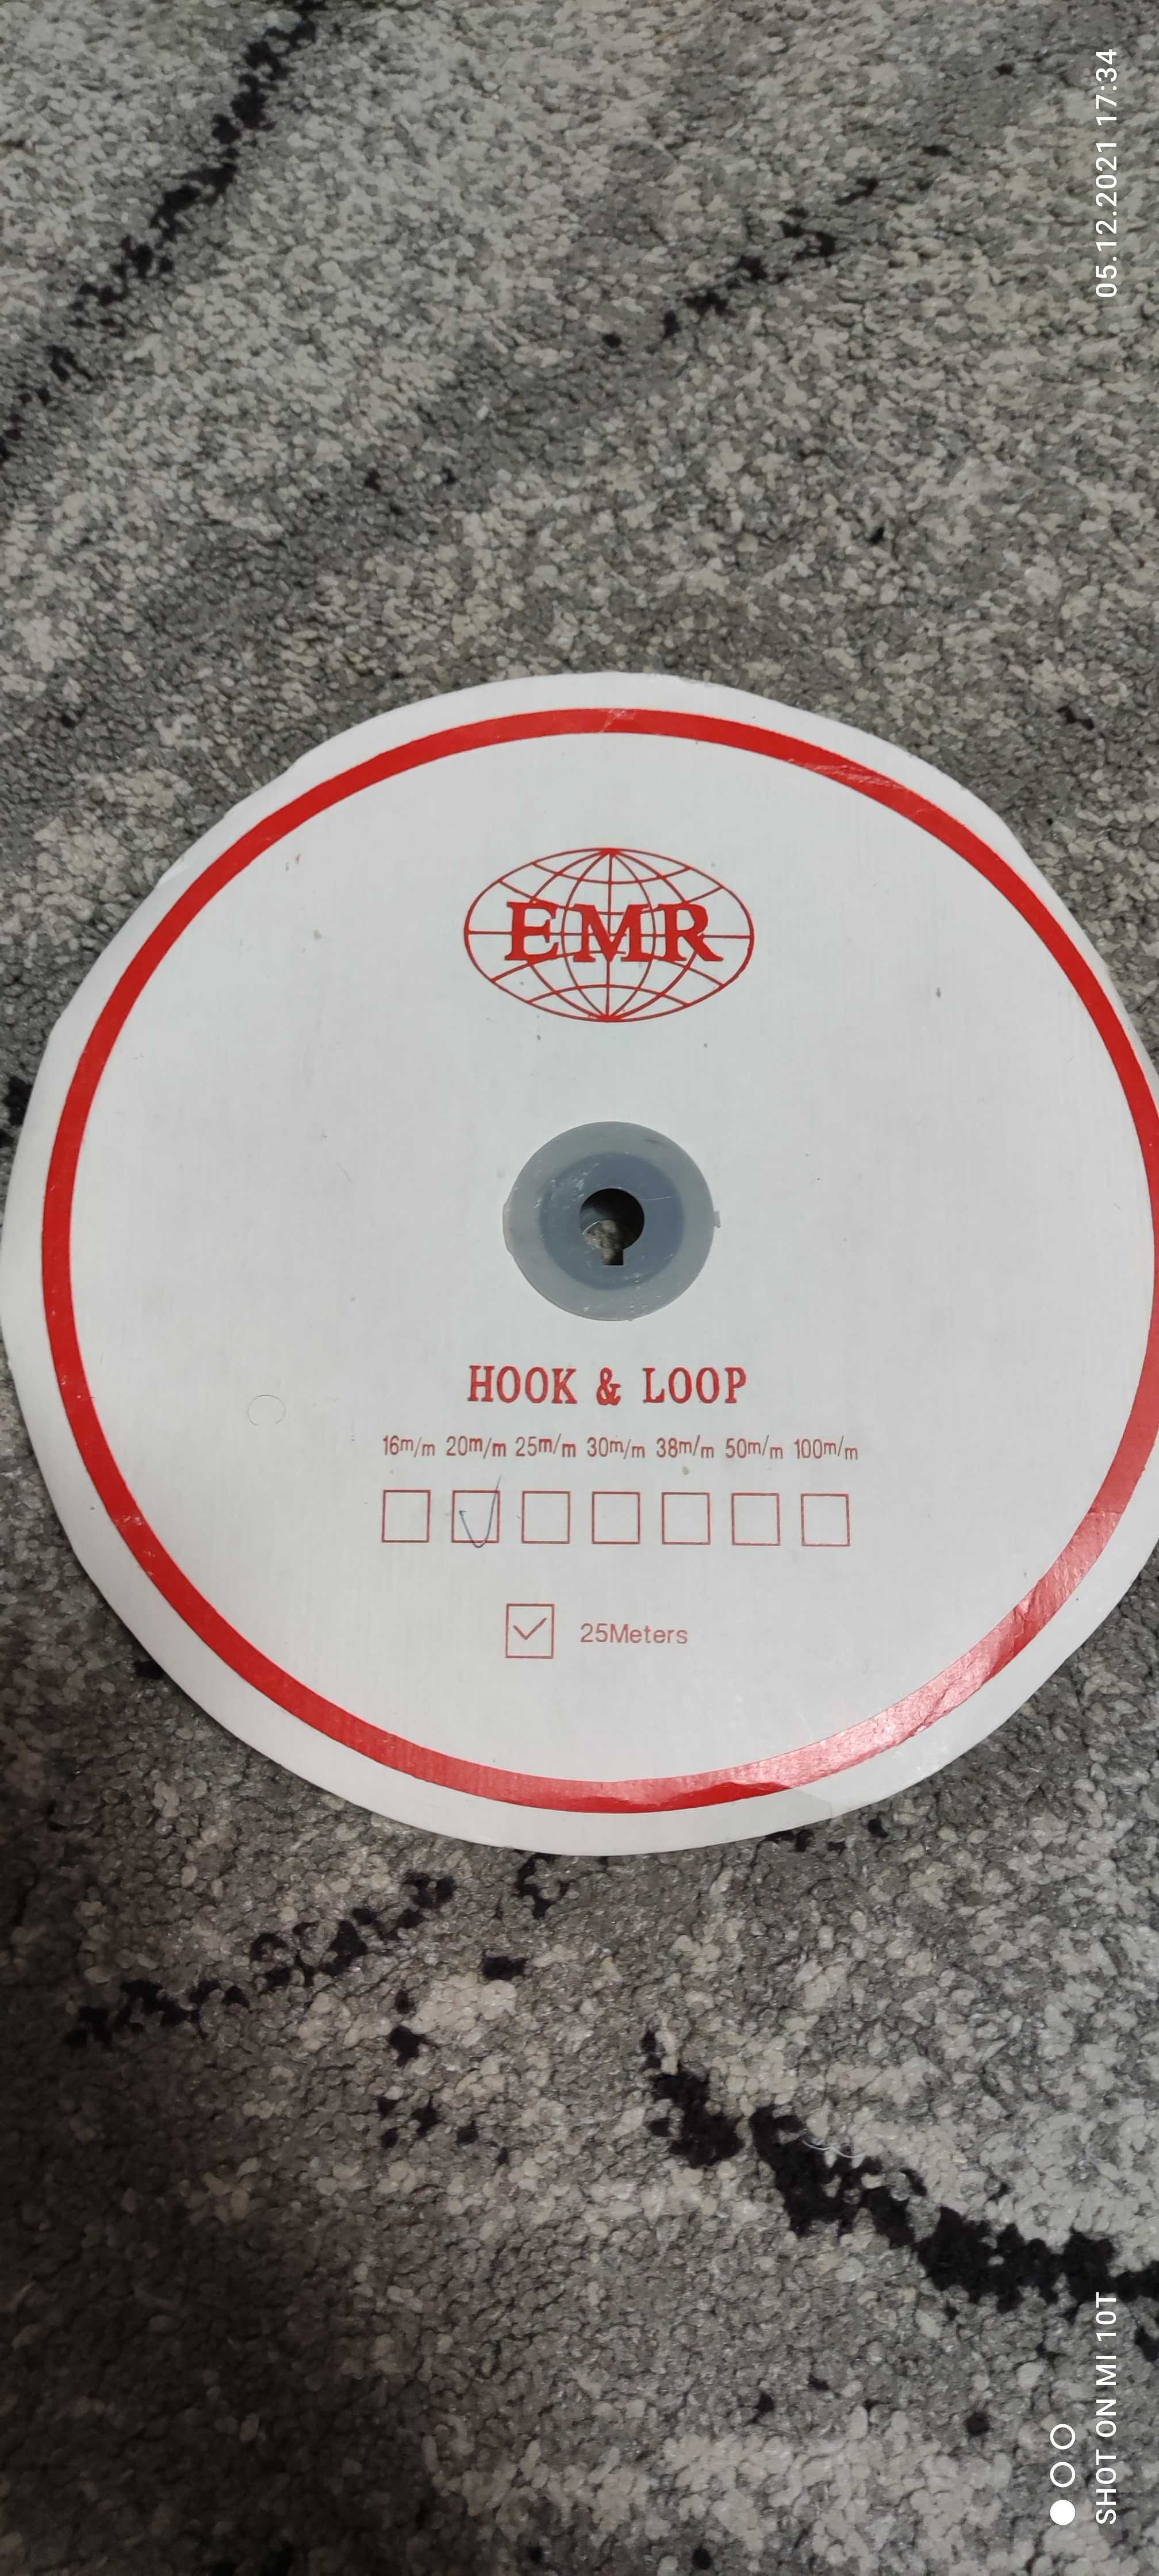 EMR
HOOK & LOOP
16m/m 20m/m 25m/m 30m/m 38m/m 50m/m 100m/m
25Meters
05.12.2021 17:34
SHOT ON MI 10T